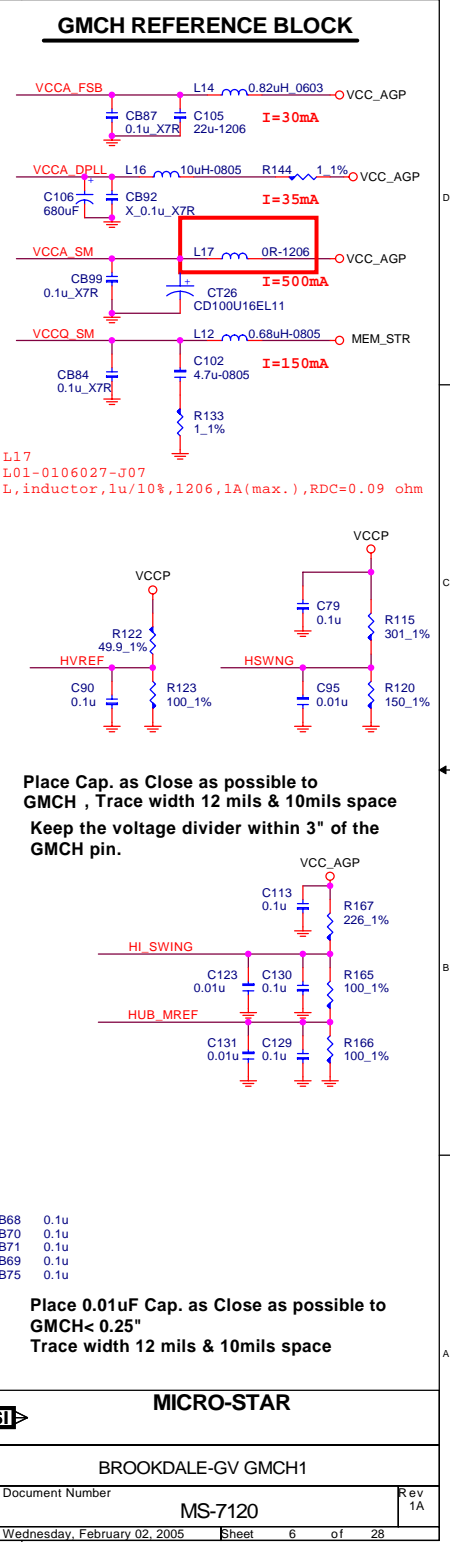 GMCH REFERENCE BLOCK
VCCA_FSB L14 0.82uH_0603 VCC_AGP
CB87 C105 I=30mA
0.1u_X7R 22u-1206
VCCA_DPLL L16 10uH-0805 R144 1_1% VCC_AGP
C106 + CB92 I=35mA
680uF X_0.1u_X7R
D
VCCA_SM L17 0R-1206 VCC_AGP
CB99 + CT26 I=500mA
0.1u_X7R CD100U16EL11
VCCQ_SM L12 0.68uH-0805 MEM_STR
CB84 C102 I=150mA
0.1u_X7R 4.7u-0805
R133
1_1%
L17
L01-0106027-J07
L,inductor,1u/10%,1206,1A(max.),RDC=0.09 ohm
VCCP
VCCP
C
C79
0.1u
R115
301_1%
R122
49.9_1%
HVREF
HSWNG
C90
0.1u
R123
100_1%
C95
0.01u
R120
150_1%
Place Cap. as Close as possible to
GMCH , Trace width 12 mils & 10mils space
Keep the voltage divider within 3" of the
GMCH pin.
VCC_AGP
C113
0.1u
R167
226_1%
HI_SWING
B
C123 C130 R165
0.01u 0.1u 100_1%
HUB_MREF
C131 C129 R166
0.01u 0.1u 100_1%
B68 0.1u
B70 0.1u
B71 0.1u
B69 0.1u
B75 0.1u
Place 0.01uF Cap. as Close as possible to
GMCH< 0.25"
Trace width 12 mils & 10mils space
A
SI
MICRO-STAR
BROOKDALE-GV GMCH1
Document Number
MS-7120
Rev
1A
Wednesday, February 02, 2005 Sheet 6 of 28